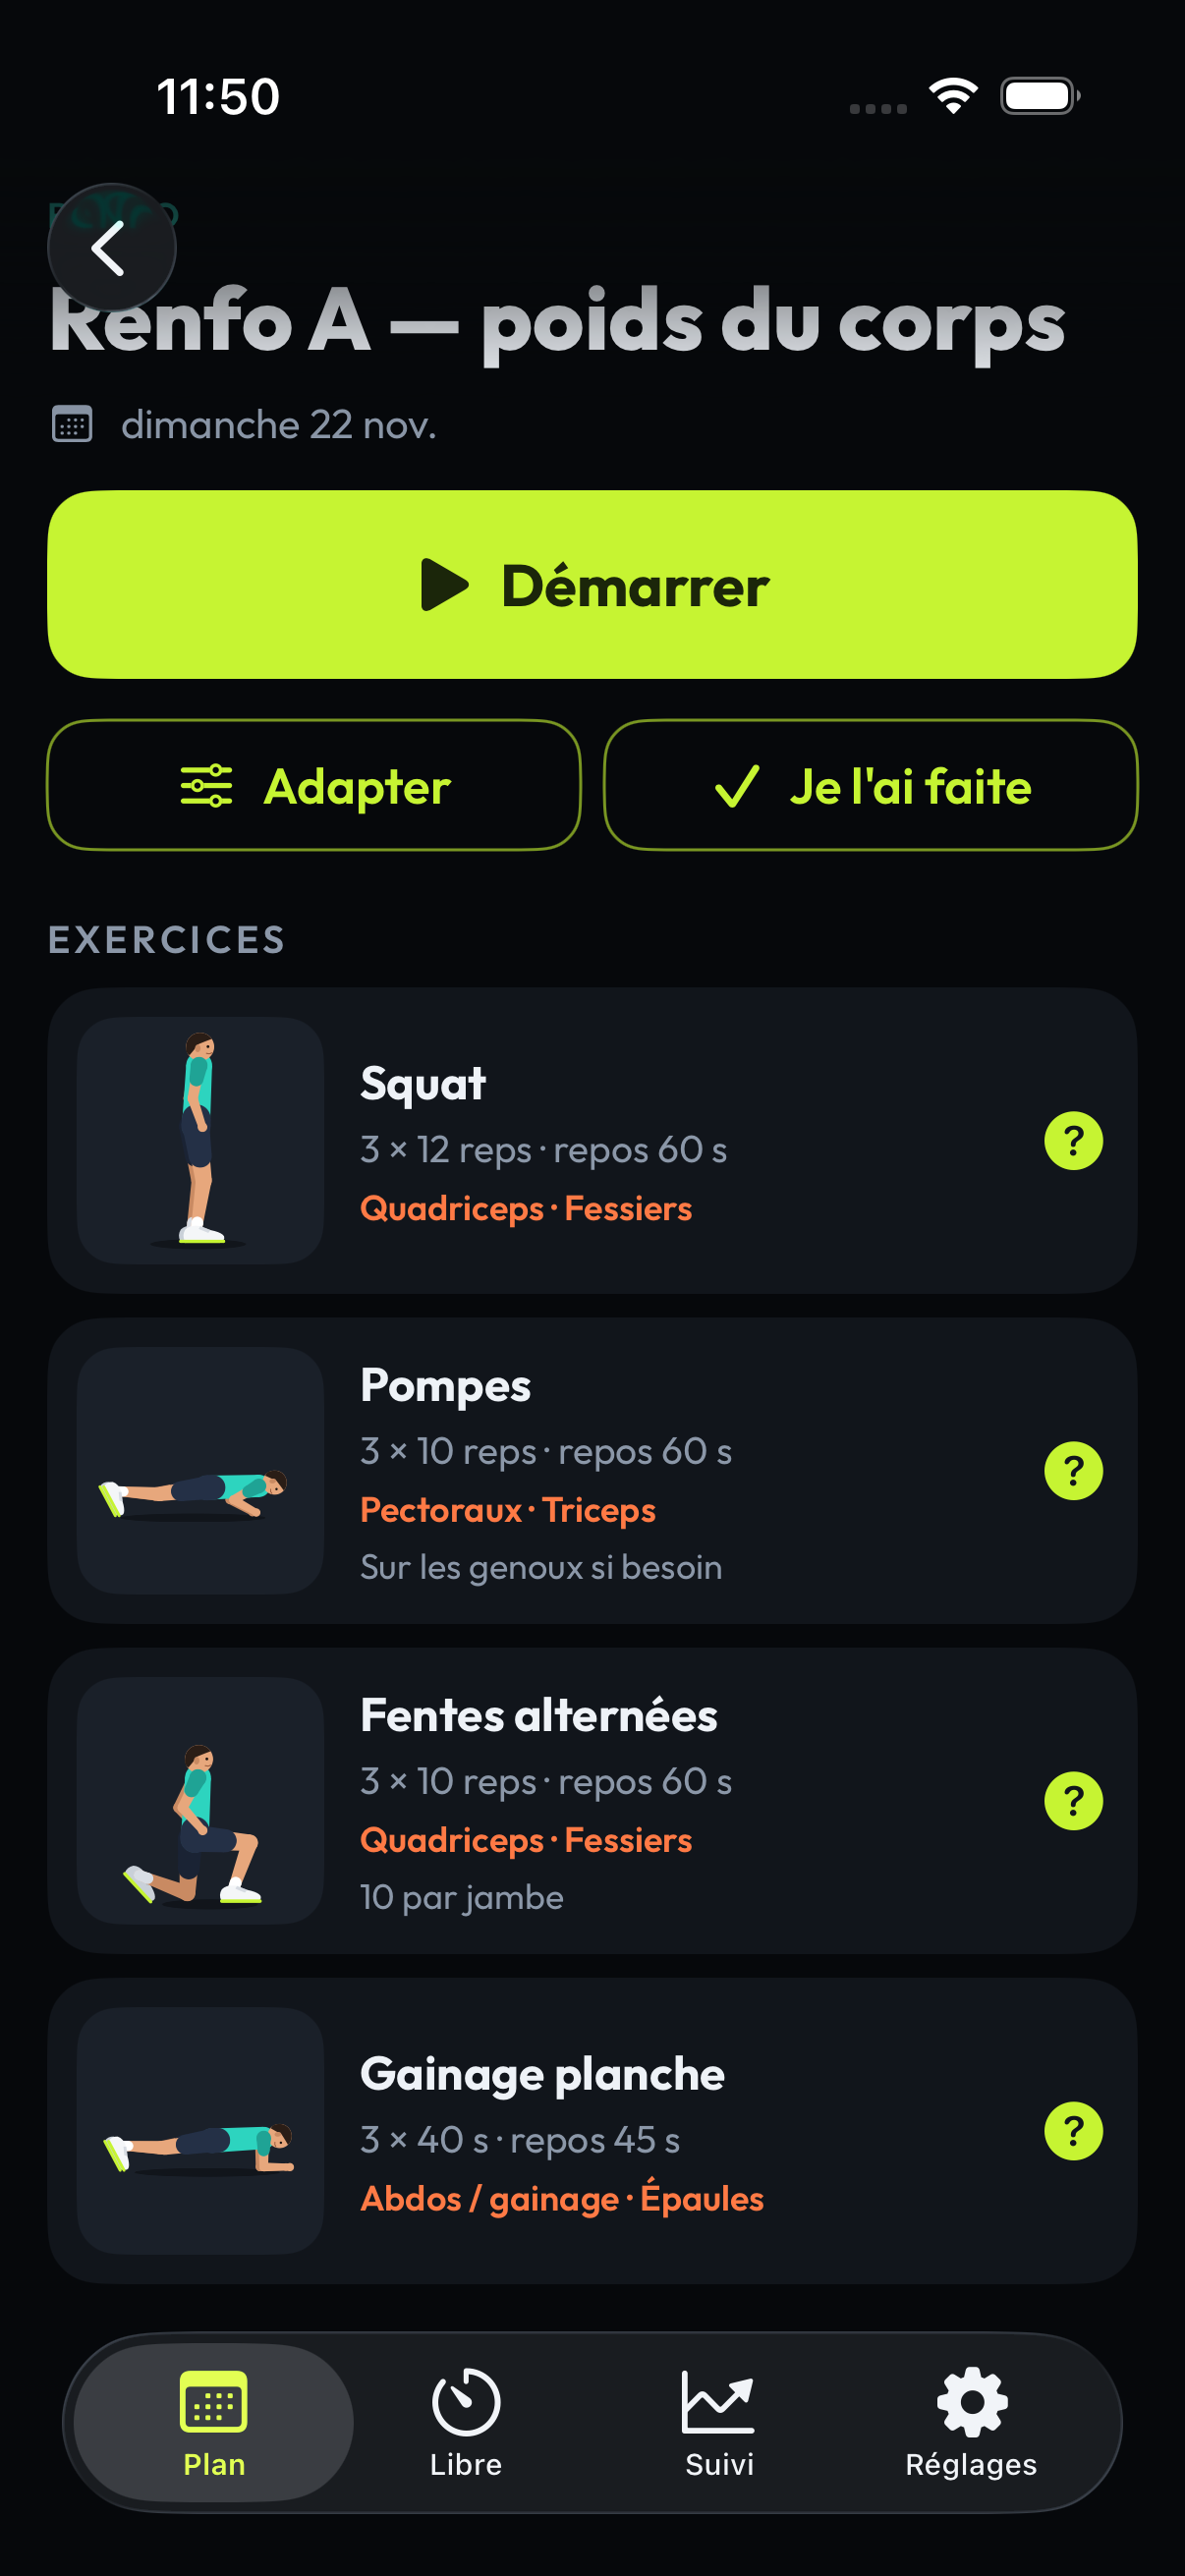 11:50
Renfo A — poids du corps
dimanche 22 nov.
Démarrer
Adapter
Je l'ai faite
EXERCICES
Squat
3 × 12 reps · repos 60 s
Quadriceps · Fessiers
?
Pompes
3 × 10 reps · repos 60 s
Pectoraux · Triceps
Sur les genoux si besoin
?
Fentes alternées
3 × 10 reps · repos 60 s
Quadriceps · Fessiers
10 par jambe
?
Gainage planche
3 × 40 s · repos 45 s
Abdos / gainage · Épaules
?
Plan
Libre
Suivi
Réglages